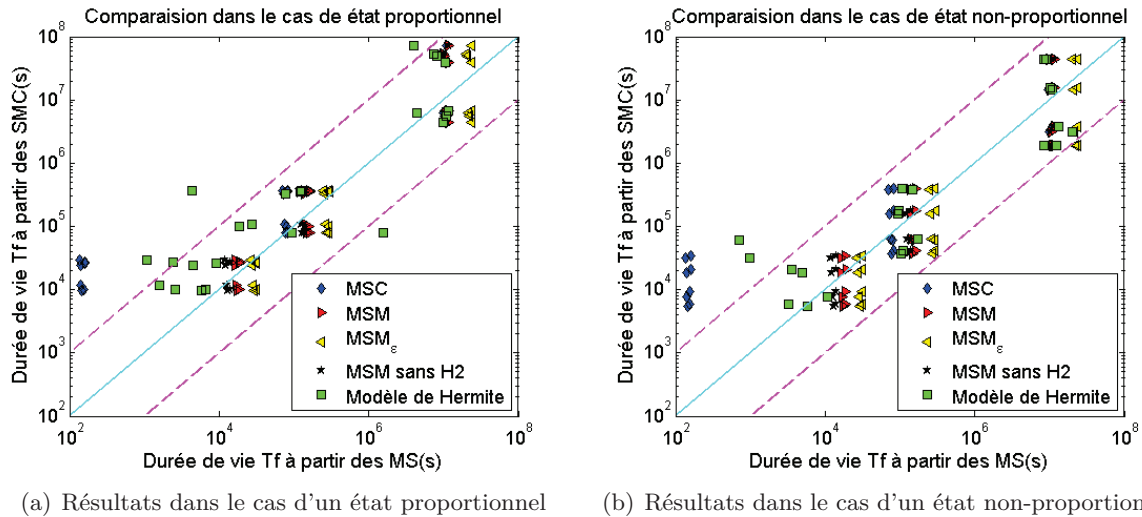 Comparaision dans le cas de état proportionnel
Durée de vie Tf à partir des SMC(s)
10^8
10^7
10^6
10^5
10^4
10^3
10^2
MSC
MSM
MSM_ε
MSM sans H2
Modèle de Hermite
10^2 10^4 10^6 10^8
Durée de vie Tf à partir des MS(s)
(a) Résultats dans le cas d'un état proportionnel
Comparaision dans le cas de état non-proportionnel
Durée de vie Tf à partir des SMC(s)
10^8
10^7
10^6
10^5
10^4
10^3
10^2
MSC
MSM
MSM_ε
MSM sans H2
Modèle de Hermite
10^2 10^4 10^6 10^8
Durée de vie Tf à partir des MS(s)
(b) Résultats dans le cas d'un état non-proportion